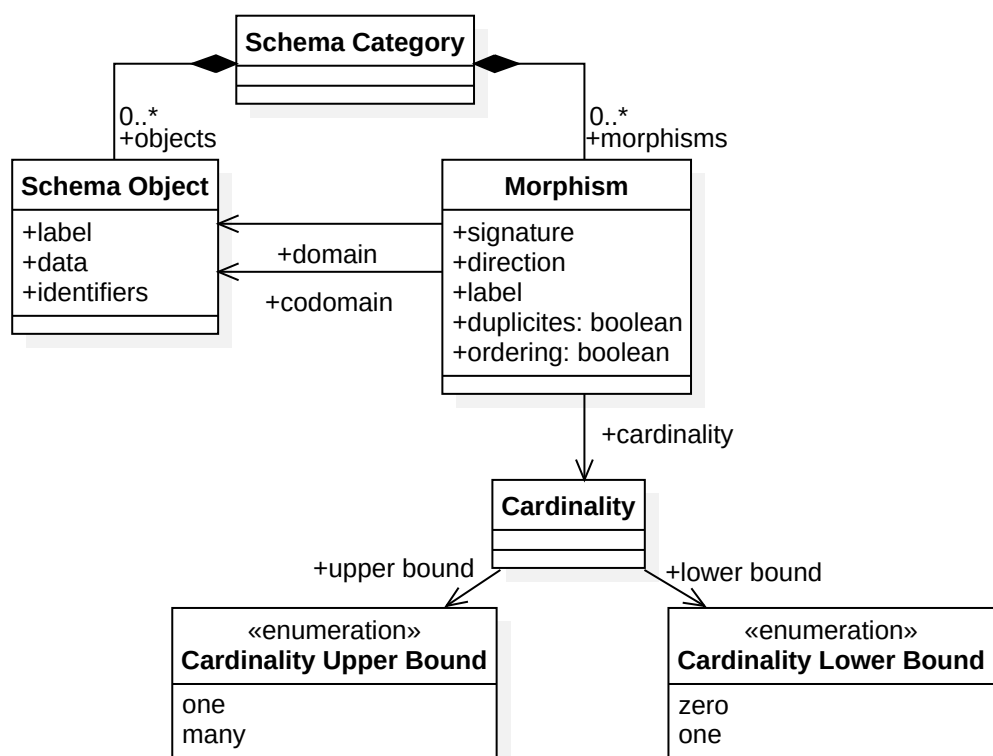 Schema Category
0..*
+objects
0..*
+morphisms
Schema Object
+label
+data
+identifiers
Morphism
+signature
+direction
+label
+duplicites: boolean
+ordering: boolean
+domain
+codomain
+cardinality
Cardinality
+upper bound
+lower bound
«enumeration»
Cardinality Upper Bound
one
many
«enumeration»
Cardinality Lower Bound
zero
one